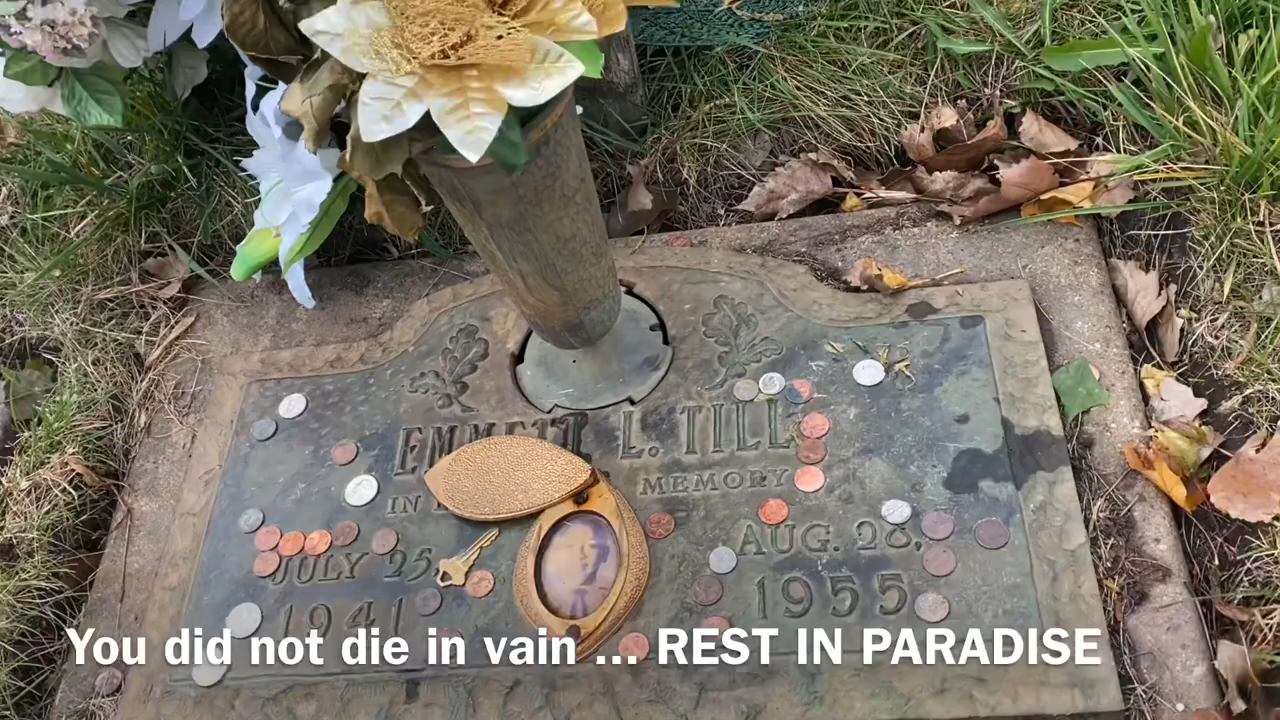 EMMETT L. TILL
IN MEMORY
JULY 25, AUG. 28,
1941 1955
You did not die in vain ... REST IN PARADISE